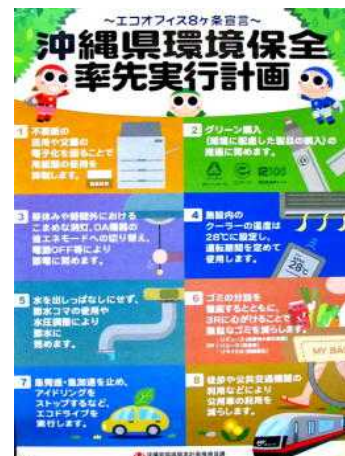 ～エコオフィス8ヶ条宣言～
沖縄県環境保全
率先実行計画
1 不要紙の
活用や文書の
電子化を図ることで
用紙類の使用を
抑制します。
2 グリーン購入
(環境に配慮した製品の購入)の
推進に努めます。
R100
3 昼休みや時間外における
こまめな消灯、OA機器の
省エネモードへの切り替え、
電源OFF等により
節電に努めます。
4 施設内の
クーラーの温度は
28℃に設定し、
運転期間を定めて
使用します。
28℃
5 水を出しっぱなしにせず、
節水コマの使用や
水圧調整により
節水に
努めます。
6 ゴミの分別を
徹底するとともに、
3Rに心がけることで
無駄なゴミを減らします。
MY BAG
7 急発進・急加速を止め、
アイドリングを
ストップするなど、
エコドライブを
実行します。
8 徒歩や公共交通機関の
利用などにより
公用車の利用を
減らします。